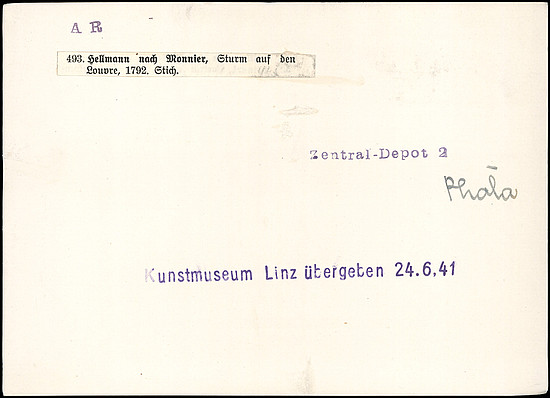 A R
493. Hellmann nach Monnier, Sturm auf den
Louvre, 1792. Stich.
Zentral-Depot 2
Kunstmuseum Linz übergeben 24.6.41